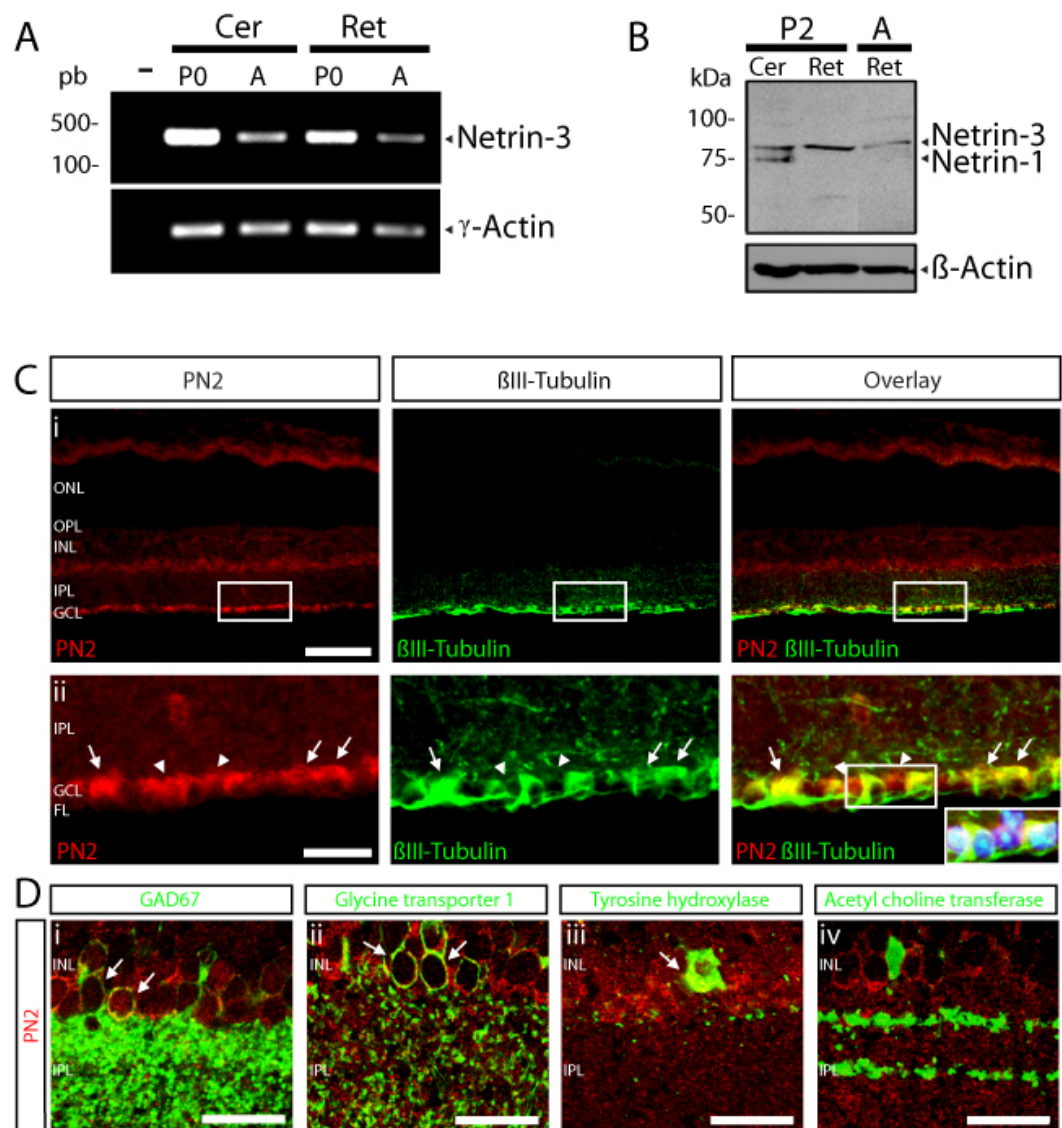 A
Cer Ret
pb - P0 A P0 A
500-
100-
Netrin-3
γ-Actin
B
P2 A
kDa Cer Ret Ret
100-
75-
50-
Netrin-3
Netrin-1
ß-Actin
C
PN2 ßIII-Tubulin Overlay
i
ONL
OPL
INL
IPL
GCL
PN2 ßIII-Tubulin PN2 ßIII-Tubulin
ii
IPL
GCL
FL
PN2 ßIII-Tubulin PN2 ßIII-Tubulin
D
GAD67 Glycine transporter 1 Tyrosine hydroxylase Acetyl choline transferase
PN2
i ii iii iv
INL INL INL INL
IPL IPL IPL IPL